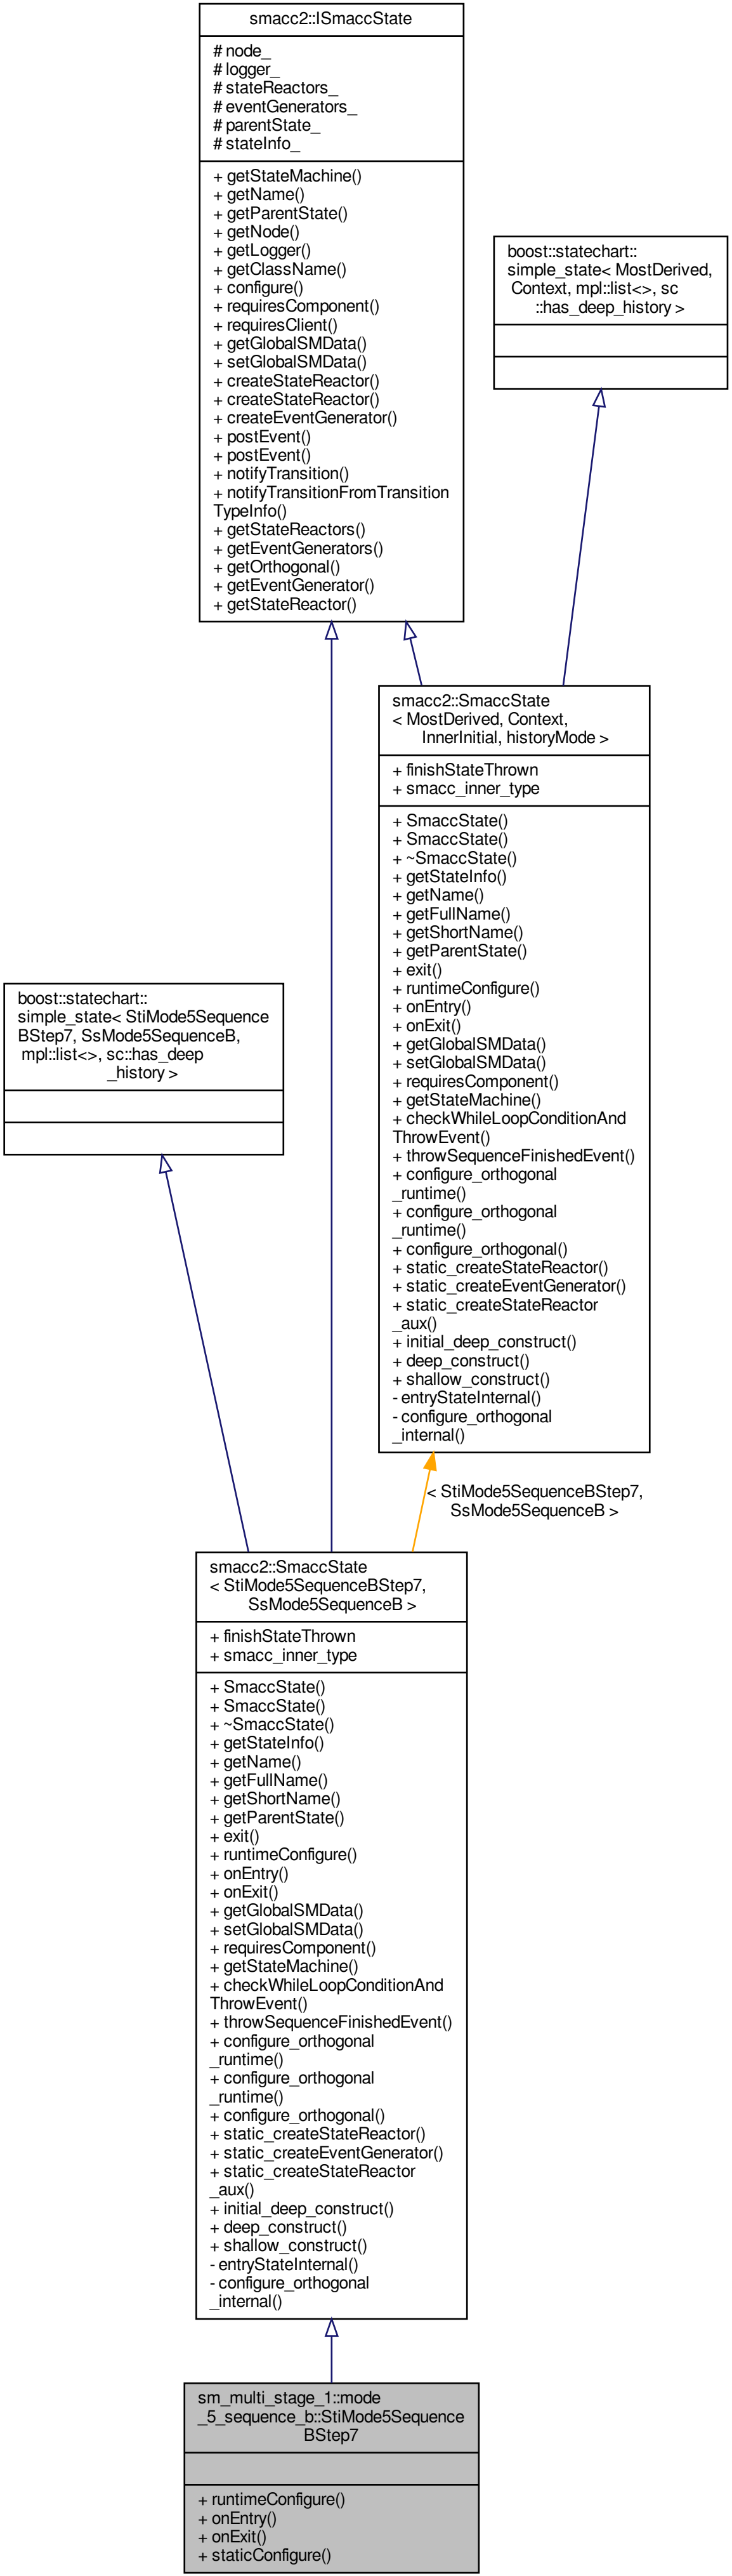 smacc2::ISmaccState
# node_
# logger_
# stateReactors_
# eventGenerators_
# parentState_
# stateInfo_
+ getStateMachine()
+ getName()
+ getParentState()
+ getNode()
+ getLogger()
+ getClassName()
+ configure()
+ requiresComponent()
+ requiresClient()
+ getGlobalSMData()
+ setGlobalSMData()
+ createStateReactor()
+ createStateReactor()
+ createEventGenerator()
+ postEvent()
+ postEvent()
+ notifyTransition()
+ notifyTransitionFromTransition
TypeInfo()
+ getStateReactors()
+ getEventGenerators()
+ getOrthogonal()
+ getEventGenerator()
+ getStateReactor()
boost::statechart::
simple_state< MostDerived,
Context, mpl::list<>, sc
::has_deep_history >
smacc2::SmaccState
< MostDerived, Context,
InnerInitial, historyMode >
+ finishStateThrown
+ smacc_inner_type
+ SmaccState()
+ SmaccState()
+ ~SmaccState()
+ getStateInfo()
+ getName()
+ getFullName()
+ getShortName()
+ getParentState()
+ exit()
+ runtimeConfigure()
+ onEntry()
+ onExit()
+ getGlobalSMData()
+ setGlobalSMData()
+ requiresComponent()
+ getStateMachine()
+ checkWhileLoopConditionAnd
ThrowEvent()
+ throwSequenceFinishedEvent()
+ configure_orthogonal
_runtime()
+ configure_orthogonal
_runtime()
+ configure_orthogonal()
+ static_createStateReactor()
+ static_createEventGenerator()
+ static_createStateReactor
_aux()
+ initial_deep_construct()
+ deep_construct()
+ shallow_construct()
- entryStateInternal()
- configure_orthogonal
_internal()
boost::statechart::
simple_state< StiMode5Sequence
BStep7, SsMode5SequenceB,
mpl::list<>, sc::has_deep
_history >
< StiMode5SequenceBStep7,
SsMode5SequenceB >
smacc2::SmaccState
< StiMode5SequenceBStep7,
SsMode5SequenceB >
+ finishStateThrown
+ smacc_inner_type
+ SmaccState()
+ SmaccState()
+ ~SmaccState()
+ getStateInfo()
+ getName()
+ getFullName()
+ getShortName()
+ getParentState()
+ exit()
+ runtimeConfigure()
+ onEntry()
+ onExit()
+ getGlobalSMData()
+ setGlobalSMData()
+ requiresComponent()
+ getStateMachine()
+ checkWhileLoopConditionAnd
ThrowEvent()
+ throwSequenceFinishedEvent()
+ configure_orthogonal
_runtime()
+ configure_orthogonal
_runtime()
+ configure_orthogonal()
+ static_createStateReactor()
+ static_createEventGenerator()
+ static_createStateReactor
_aux()
+ initial_deep_construct()
+ deep_construct()
+ shallow_construct()
- entryStateInternal()
- configure_orthogonal
_internal()
sm_multi_stage_1::mode
_5_sequence_b::StiMode5Sequence
BStep7
+ runtimeConfigure()
+ onEntry()
+ onExit()
+ staticConfigure()